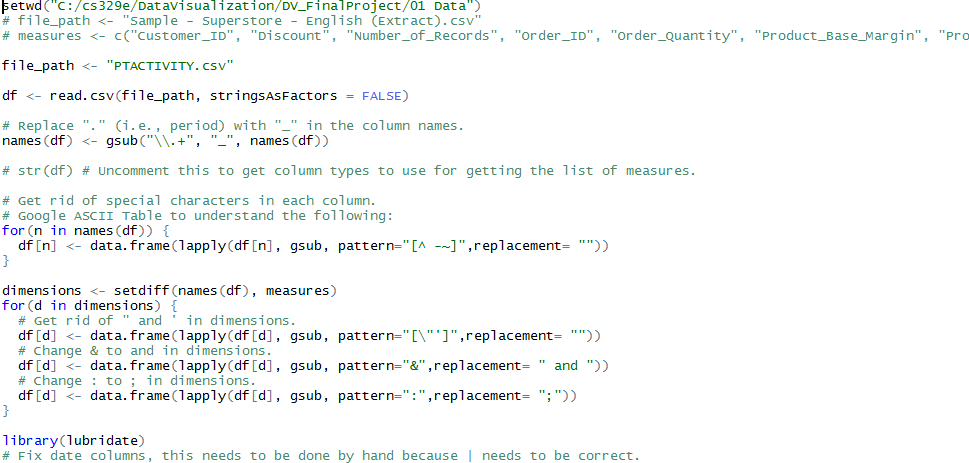 setwd("C:/cs329e/DataVisualization/DV_FinalProject/01 Data")
# file_path <- "Sample - Superstore - English (Extract).csv"
# measures <- c("Customer_ID", "Discount", "Number_of_Records", "Order_ID", "Order_Quantity", "Product_Base_Margin", "Pro
file_path <- "PTACTIVITY.csv"
df <- read.csv(file_path, stringsAsFactors = FALSE)
# Replace "." (i.e., period) with "_" in the column names.
names(df) <- gsub("\\.+", "_", names(df))
# str(df) # Uncomment this to get column types to use for getting the list of measures.
# Get rid of special characters in each column.
# Google ASCII Table to understand the following:
for(n in names(df)) {
  df[n] <- data.frame(lapply(df[n], gsub, pattern="[^ -~]",replacement= ""))
}
dimensions <- setdiff(names(df), measures)
for(d in dimensions) {
  # Get rid of " and ' in dimensions.
  df[d] <- data.frame(lapply(df[d], gsub, pattern="[\"']",replacement= ""))
  # Change & to and in dimensions.
  df[d] <- data.frame(lapply(df[d], gsub, pattern="&",replacement= " and "))
  # Change : to ; in dimensions.
  df[d] <- data.frame(lapply(df[d], gsub, pattern=":",replacement= ";"))
}
library(lubridate)
# Fix date columns, this needs to be done by hand because | needs to be correct.